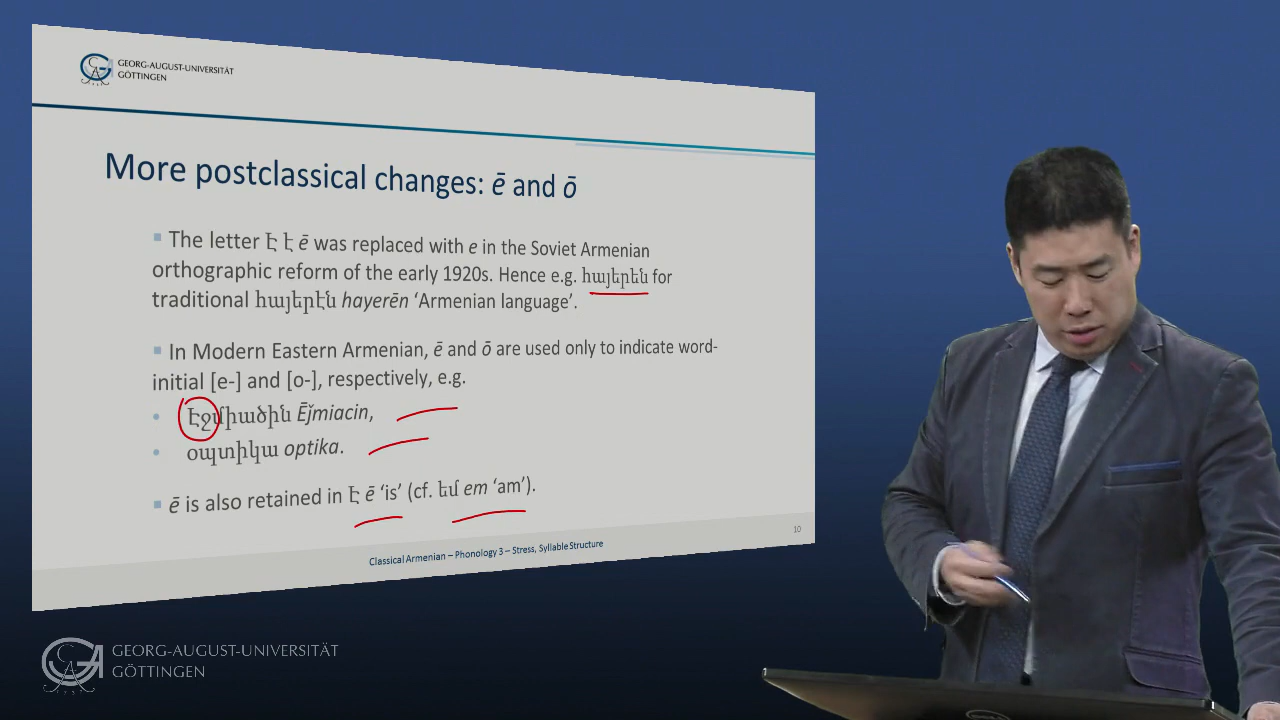 GEORG-AUGUST-UNIVERSITÄT
GÖTTINGEN
More postclassical changes: ē and ō
▪ The letter Է է ē was replaced with e in the Soviet Armenian
orthographic reform of the early 1920s. Hence e.g. հայերեն for
traditional հայերէն hayerēn ‘Armenian language’.
▪ In Modern Eastern Armenian, ē and ō are used only to indicate word-
initial [e-] and [o-], respectively, e.g.
• Էջմիածին Ēǰmiacin,
• օպտիկա optika.
▪ ē is also retained in է ē ‘is’ (cf. եմ em ‘am’).
10
Classical Armenian – Phonology 3 – Stress, Syllable Structure
GEORG-AUGUST-UNIVERSITÄT
GÖTTINGEN